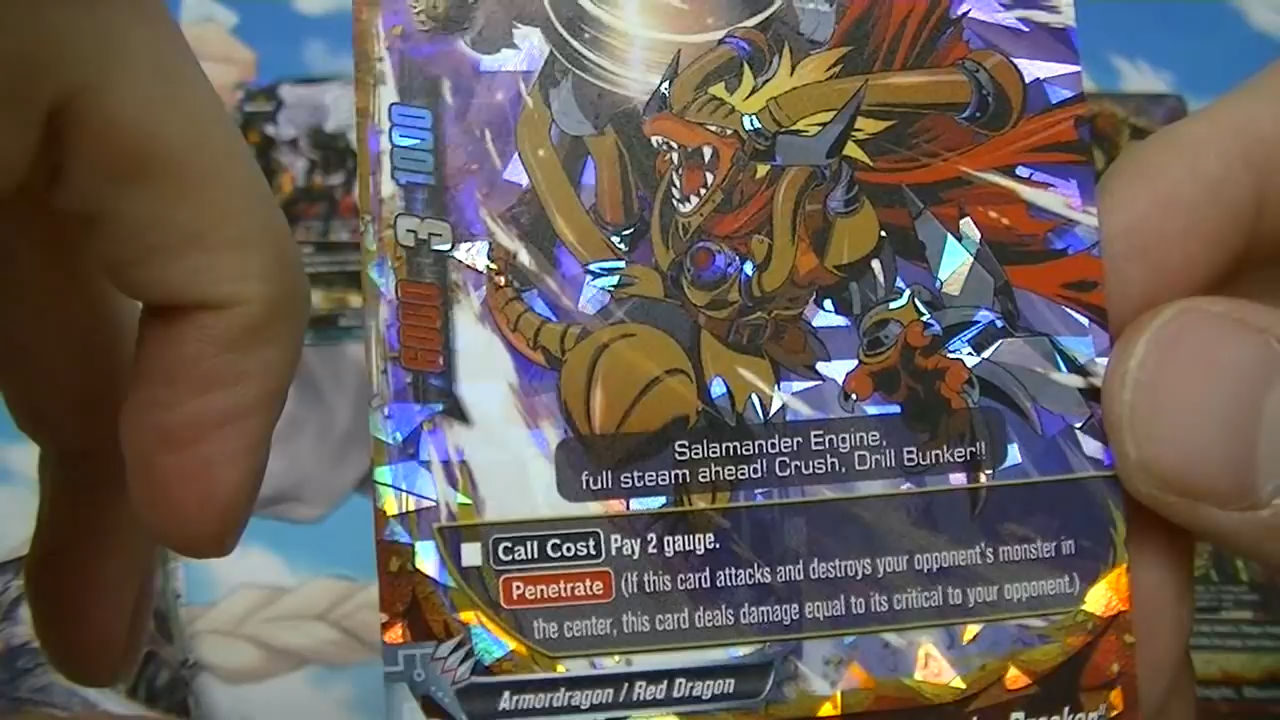 1000
3
6000
Salamander Engine,
full steam ahead! Crush, Drill Bunker!!
Call Cost Pay 2 gauge.
Penetrate (If this card attacks and destroys your opponent's monster in
the center, this card deals damage equal to its critical to your opponent.)
Armordragon / Red Dragon